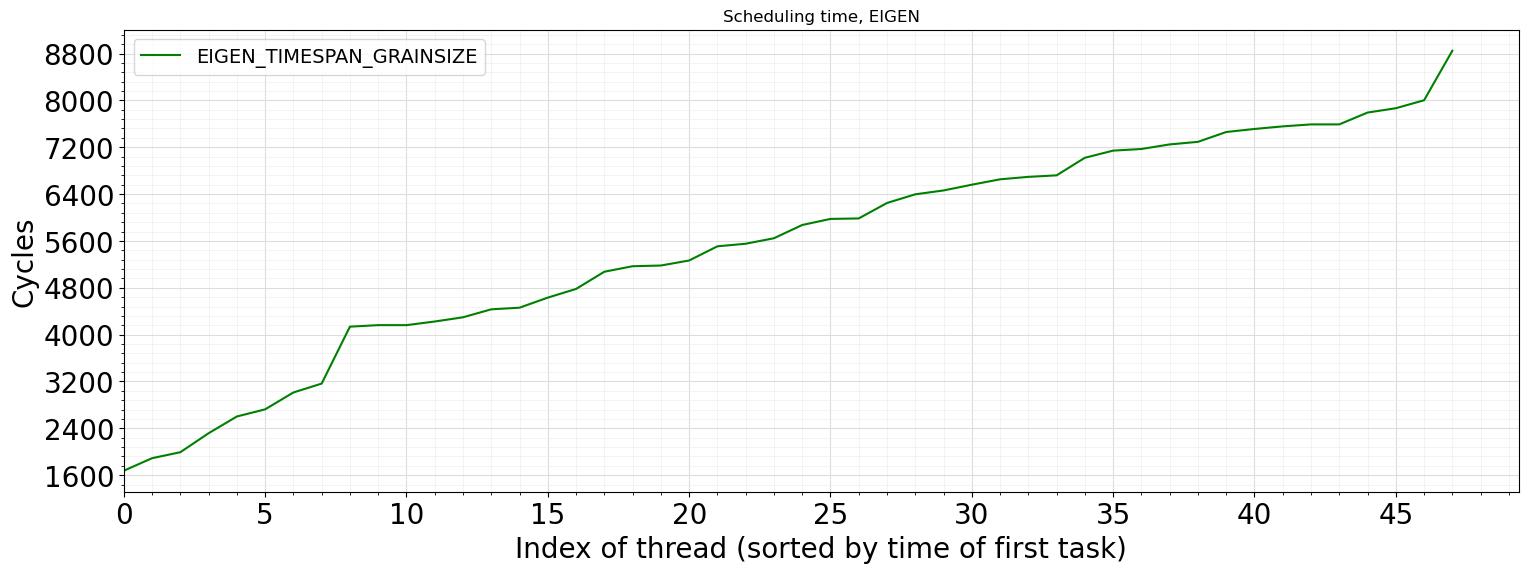 Scheduling time, EIGEN
EIGEN_TIMESPAN_GRAINSIZE
8800
8000
7200
6400
5600
4800
4000
3200
2400
1600
Cycles
0 5 10 15 20 25 30 35 40 45
Index of thread (sorted by time of first task)